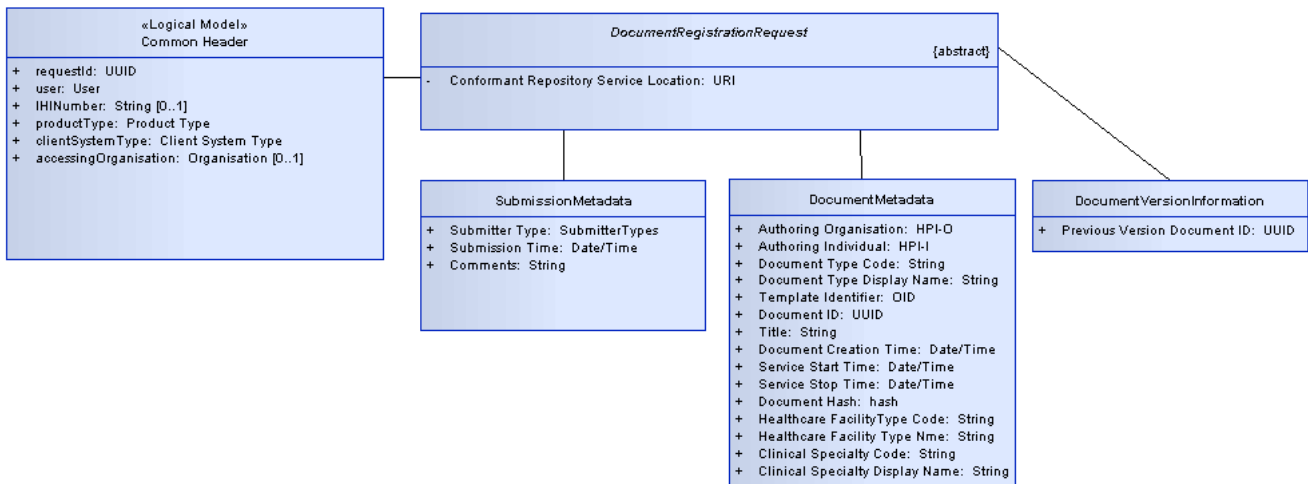 «Logical Model»
Common Header
+ requestId: UUID
+ user: User
+ IHINumber: String [0..1]
+ productType: Product Type
+ clientSystemType: Client System Type
+ accessingOrganisation: Organisation [0..1]
DocumentRegistrationRequest
{abstract}
- Conformant Repository Service Location: URI
SubmissionMetadata
+ Submitter Type: SubmitterTypes
+ Submission Time: Date/Time
+ Comments: String
DocumentMetadata
+ Authoring Organisation: HPI-O
+ Authoring Individual: HPI-I
+ Document Type Code: String
+ Document Type Display Name: String
+ Template Identifier: OID
+ Document ID: UUID
+ Title: String
+ Document Creation Time: Date/Time
+ Service Start Time: Date/Time
+ Service Stop Time: Date/Time
+ Document Hash: hash
+ Healthcare FacilityType Code: String
+ Healthcare Facility Type Nme: String
+ Clinical Specialty Code: String
+ Clinical Specialty Display Name: String
DocumentVersionInformation
+ Previous Version Document ID: UUID